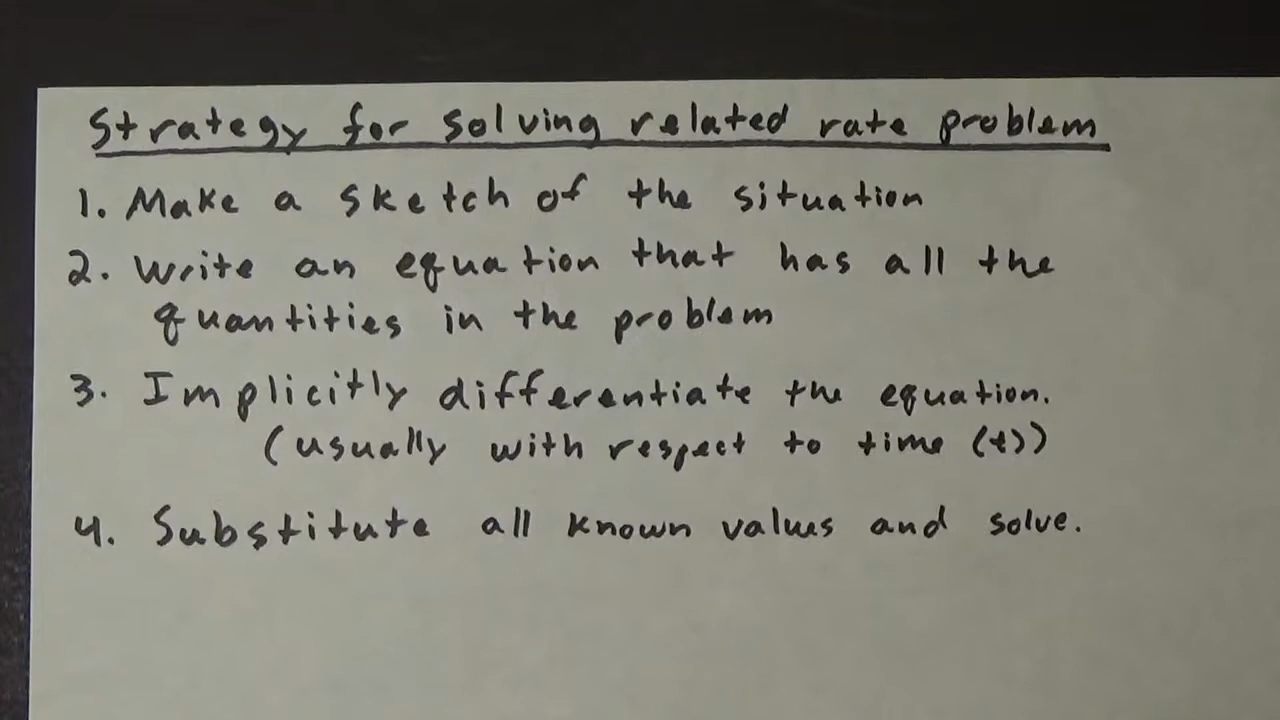 Strategy for solving related rate problem
1. Make a sketch of the situation
2. Write an equation that has all the
quantities in the problem
3. Implicitly differentiate the equation.
(usually with respect to time (t))
4. Substitute all known values and solve.